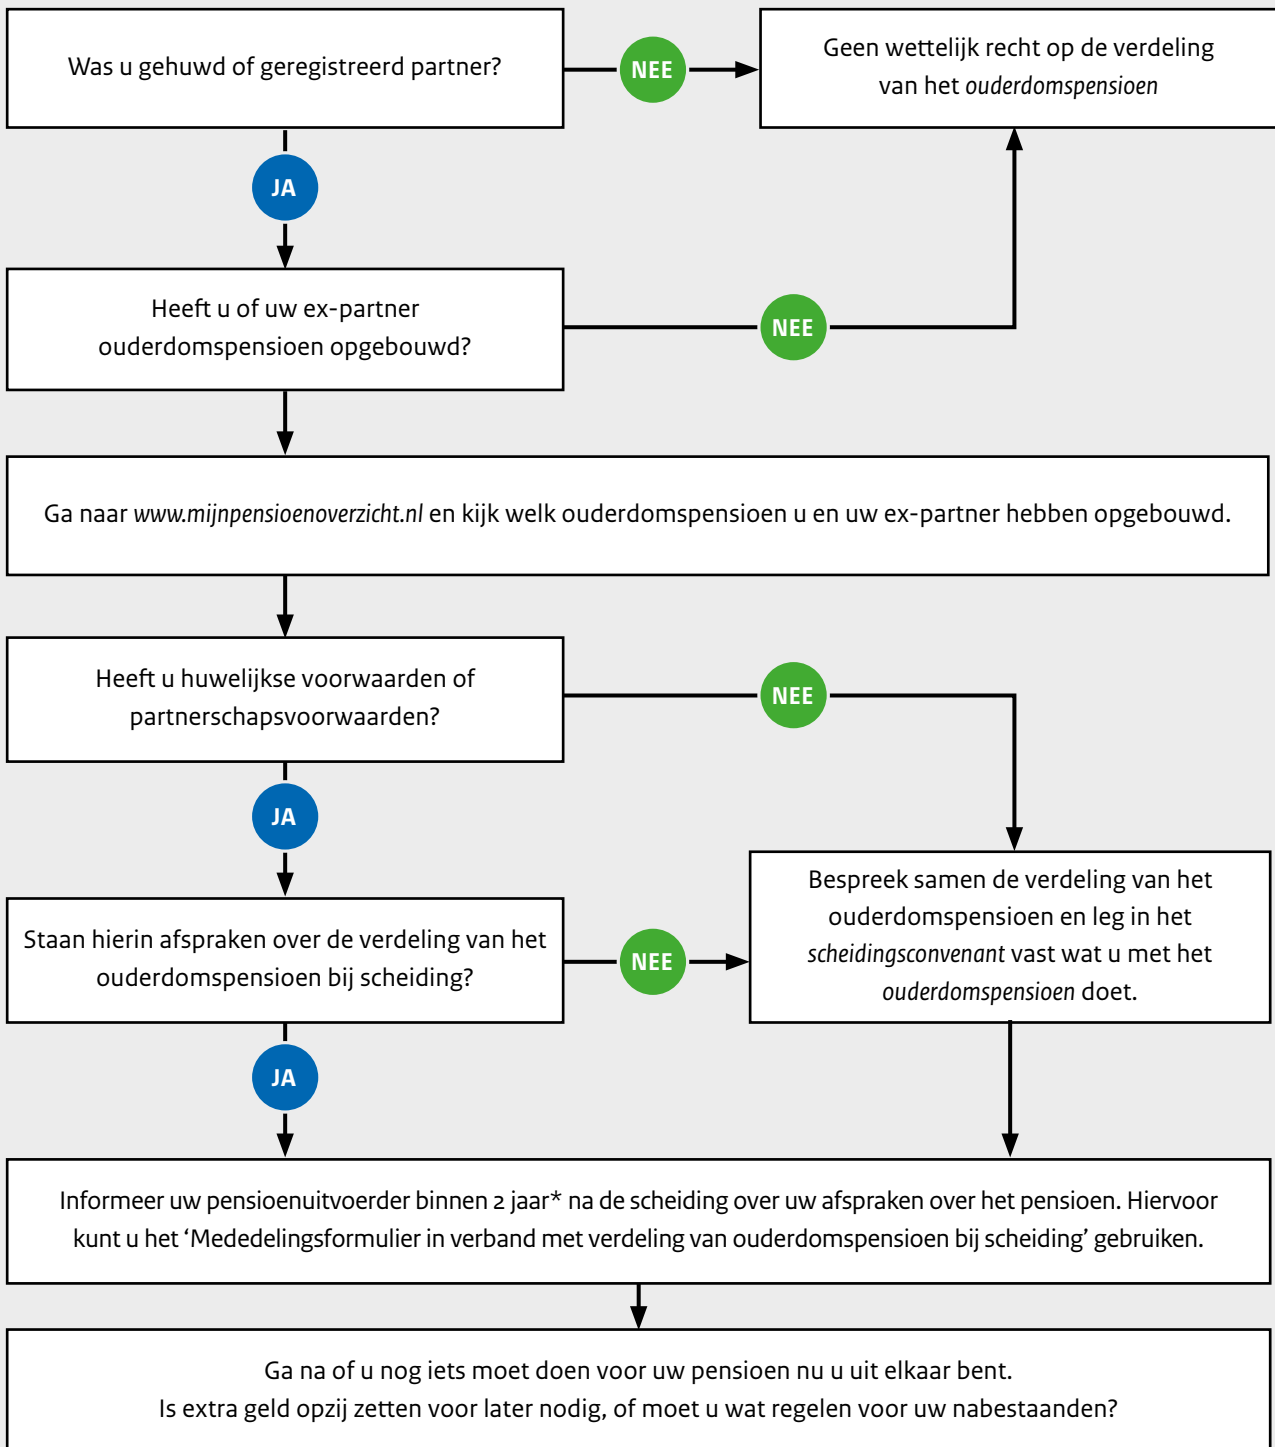 Was u gehuwd of geregistreerd partner?
NEE
Geen wettelijk recht op de verdeling
van het ouderdomspensioen
JA
Heeft u of uw ex-partner
ouderdomspensioen opgebouwd?
NEE
Ga naar www.mijnpensioenoverzicht.nl en kijk welk ouderdomspensioen u en uw ex-partner hebben opgebouwd.
Heeft u huwelijkse voorwaarden of
partnerschapsvoorwaarden?
NEE
JA
Staan hierin afspraken over de verdeling van het
ouderdomspensioen bij scheiding?
NEE
Bespreek samen de verdeling van het
ouderdomspensioen en leg in het
scheidingsconvenant vast wat u met het
ouderdomspensioen doet.
JA
Informeer uw pensioenuitvoerder binnen 2 jaar* na de scheiding over uw afspraken over het pensioen. Hiervoor
kunt u het ‘Mededelingsformulier in verband met verdeling van ouderdomspensioen bij scheiding’ gebruiken.
Ga na of u nog iets moet doen voor uw pensioen nu u uit elkaar bent.
Is extra geld opzij zetten voor later nodig, of moet u wat regelen voor uw nabestaanden?